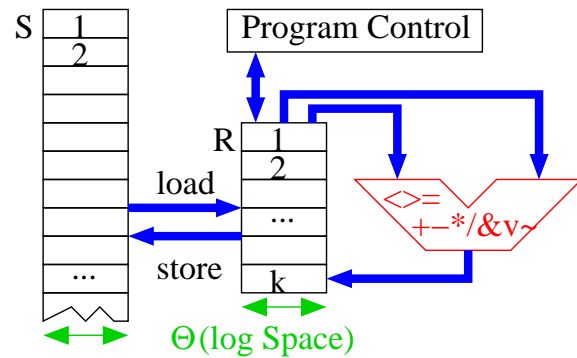 S
1
2
...
Program Control
R
1
2
...
k
load
store
<>=
+−*/&v~
Θ(log Space)